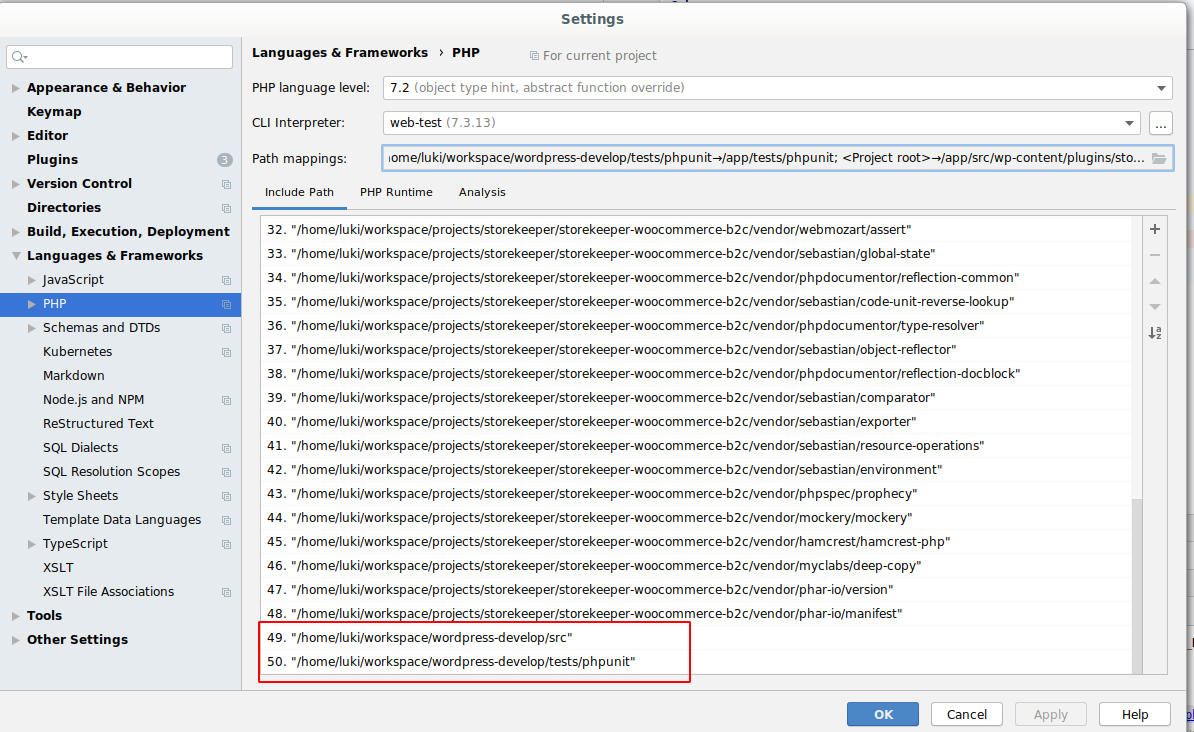 Settings
Languages & Frameworks › PHP For current project
Appearance & Behavior
Keymap
Editor
Plugins 3
Version Control
Directories
Build, Execution, Deployment
Languages & Frameworks
JavaScript
PHP
Schemas and DTDs
Kubernetes
Markdown
Node.js and NPM
ReStructured Text
SQL Dialects
SQL Resolution Scopes
Style Sheets
Template Data Languages
TypeScript
XSLT
XSLT File Associations
Tools
Other Settings
PHP language level: 7.2 (object type hint, abstract function override)
CLI Interpreter: web-test (7.3.13) ...
Path mappings: home/luki/workspace/wordpress-develop/tests/phpunit→/app/tests/phpunit; <Project root>→/app/src/wp-content/plugins/sto...
Include Path PHP Runtime Analysis
32. "/home/luki/workspace/projects/storekeeper/storekeeper-woocommerce-b2c/vendor/webmozart/assert"
33. "/home/luki/workspace/projects/storekeeper/storekeeper-woocommerce-b2c/vendor/sebastian/global-state"
34. "/home/luki/workspace/projects/storekeeper/storekeeper-woocommerce-b2c/vendor/phpdocumentor/reflection-common"
35. "/home/luki/workspace/projects/storekeeper/storekeeper-woocommerce-b2c/vendor/sebastian/code-unit-reverse-lookup"
36. "/home/luki/workspace/projects/storekeeper/storekeeper-woocommerce-b2c/vendor/phpdocumentor/type-resolver"
37. "/home/luki/workspace/projects/storekeeper/storekeeper-woocommerce-b2c/vendor/sebastian/object-reflector"
38. "/home/luki/workspace/projects/storekeeper/storekeeper-woocommerce-b2c/vendor/phpdocumentor/reflection-docblock"
39. "/home/luki/workspace/projects/storekeeper/storekeeper-woocommerce-b2c/vendor/sebastian/comparator"
40. "/home/luki/workspace/projects/storekeeper/storekeeper-woocommerce-b2c/vendor/sebastian/exporter"
41. "/home/luki/workspace/projects/storekeeper/storekeeper-woocommerce-b2c/vendor/sebastian/resource-operations"
42. "/home/luki/workspace/projects/storekeeper/storekeeper-woocommerce-b2c/vendor/sebastian/environment"
43. "/home/luki/workspace/projects/storekeeper/storekeeper-woocommerce-b2c/vendor/phpspec/prophecy"
44. "/home/luki/workspace/projects/storekeeper/storekeeper-woocommerce-b2c/vendor/mockery/mockery"
45. "/home/luki/workspace/projects/storekeeper/storekeeper-woocommerce-b2c/vendor/hamcrest/hamcrest-php"
46. "/home/luki/workspace/projects/storekeeper/storekeeper-woocommerce-b2c/vendor/myclabs/deep-copy"
47. "/home/luki/workspace/projects/storekeeper/storekeeper-woocommerce-b2c/vendor/phar-io/version"
48. "/home/luki/workspace/projects/storekeeper/storekeeper-woocommerce-b2c/vendor/phar-io/manifest"
49. "/home/luki/workspace/wordpress-develop/src"
50. "/home/luki/workspace/wordpress-develop/tests/phpunit"
OK Cancel Apply Help